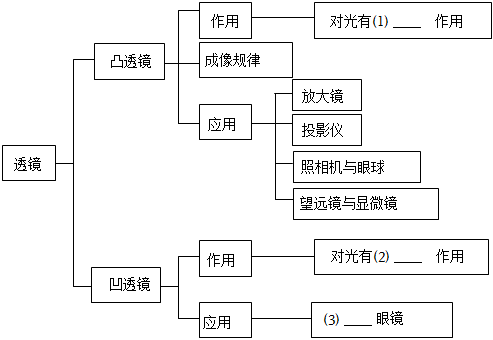 作用
对光有(1) ____ 作用
凸透镜
成像规律
放大镜
应用
投影仪
透镜
照相机与眼球
望远镜与显微镜
作用
对光有(2) ____ 作用
凹透镜
应用
(3) ____ 眼镜